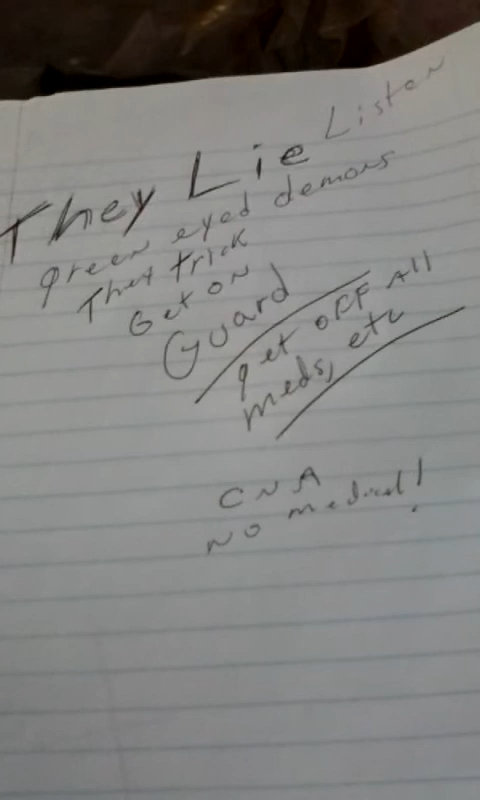 They Lie Listen
green eyed demons
That trick
Get on
Guard
get off All
meds, etc
CNA
No medical!